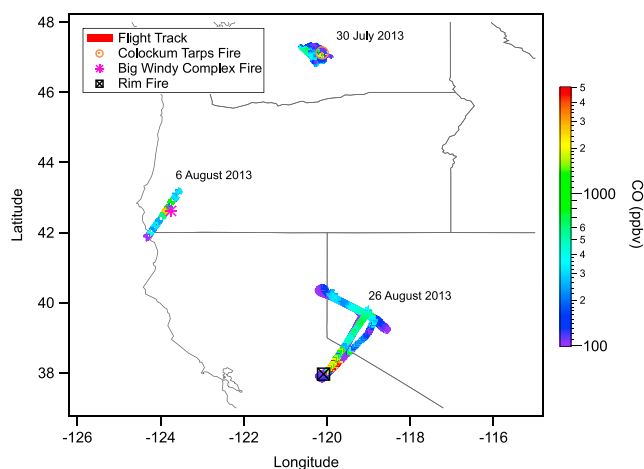 48
46
44
42
40
38
Latitude
-126
-124
-122
-120
-118
-116
Longitude
Flight Track
Colockum Tarps Fire
Big Windy Complex Fire
Rim Fire
30 July 2013
6 August 2013
26 August 2013
5
4
3
2
1000
6
5
4
3
2
100
CO (ppbv)